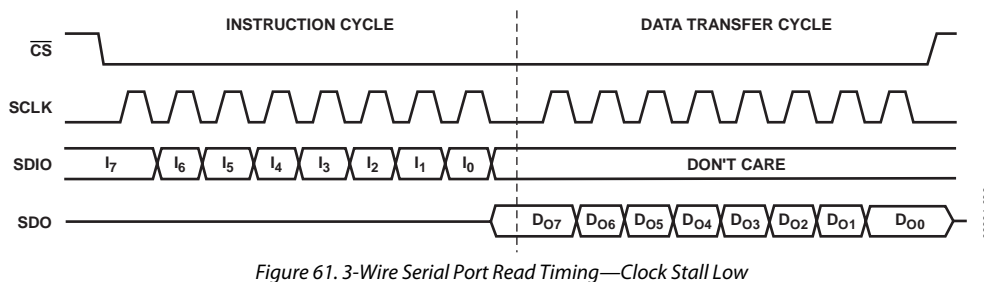 INSTRUCTION CYCLE DATA TRANSFER CYCLE
CS
SCLK
SDIO I7 I6 I5 I4 I3 I2 I1 I0 DON'T CARE
SDO DO7 DO6 DO5 DO4 DO3 DO2 DO1 DO0
Figure 61. 3-Wire Serial Port Read Timing—Clock Stall Low